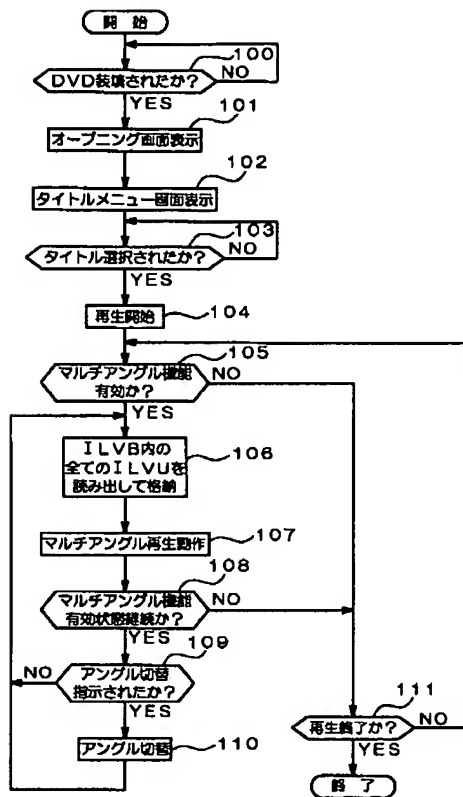 開 始
100
DVD装填されたか?
NO
YES
101
オープニング画面表示
102
タイトルメニュー画面表示
103
タイトル選択されたか?
NO
YES
再生開始
104
105
マルチアングル機能
有効か?
NO
YES
ILVB内の
全てのILVUを
読み出して格納
106
マルチアングル再生動作
107
108
マルチアングル機能
有効状態継続か?
NO
YES
109
NO
アングル切替
指示されたか?
YES
アングル切替
110
111
再生終了か?
NO
YES
終 了